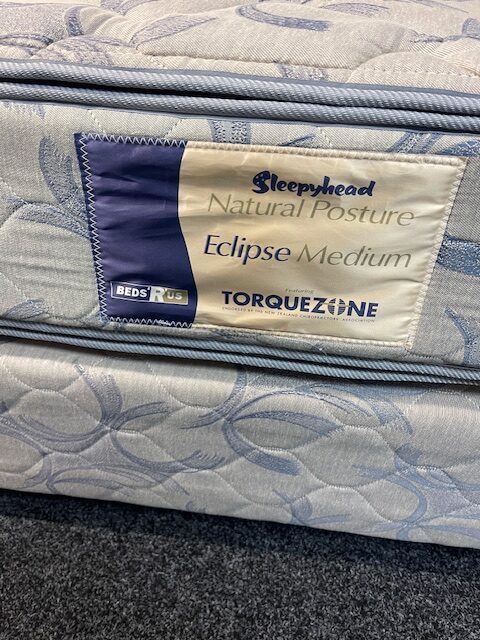 Sleepyhead
Natural Posture
Eclipse Medium
BEDS R US
Featuring
TORQUEZONE
ENDORSED BY THE NEW ZEALAND CHIROPRACTORS' ASSOCIATION